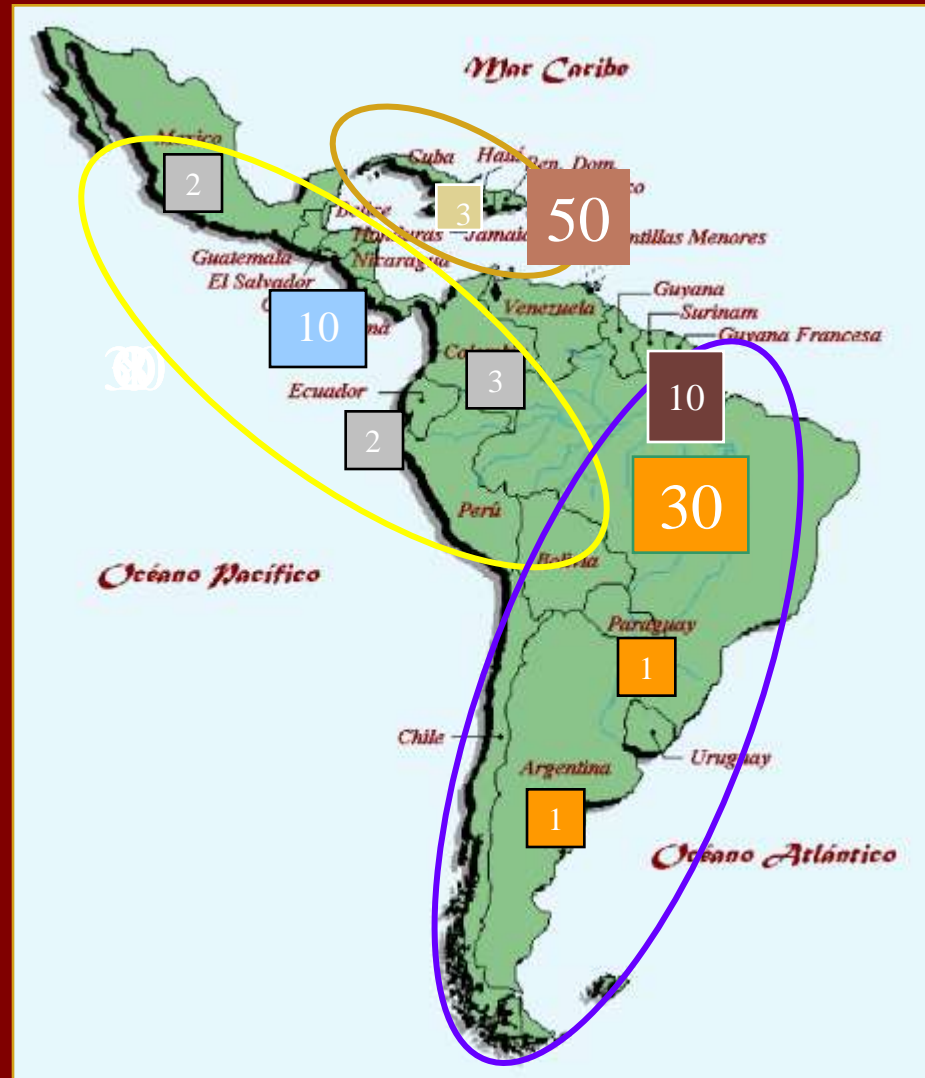 Mar Caribe
Mexico
Cuba
Haití
Rep. Dom.
2
3
50
Belice
Honduras
Antillas Menores
Guatemala
Nicaragua
El Salvador
Venezuela
Guyana
Surinam
Guyana Francesa
10
Ecuador
3
10
2
30
Perú
Bolivia
Océano Pacífico
Paraguay
1
Chile
Uruguay
Argentina
1
Océano Atlántico